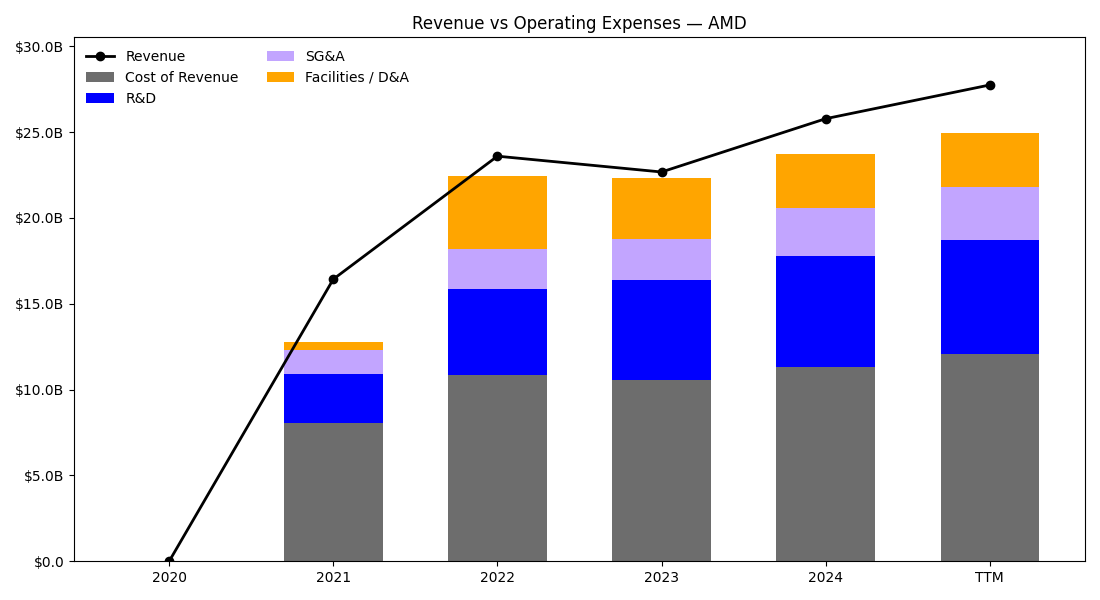 Revenue vs Operating Expenses — AMD
$30.0B
$25.0B
$20.0B
$15.0B
$10.0B
$5.0B
$0.0
Revenue
Cost of Revenue
R&D
SG&A
Facilities / D&A
2020 2021 2022 2023 2024 TTM